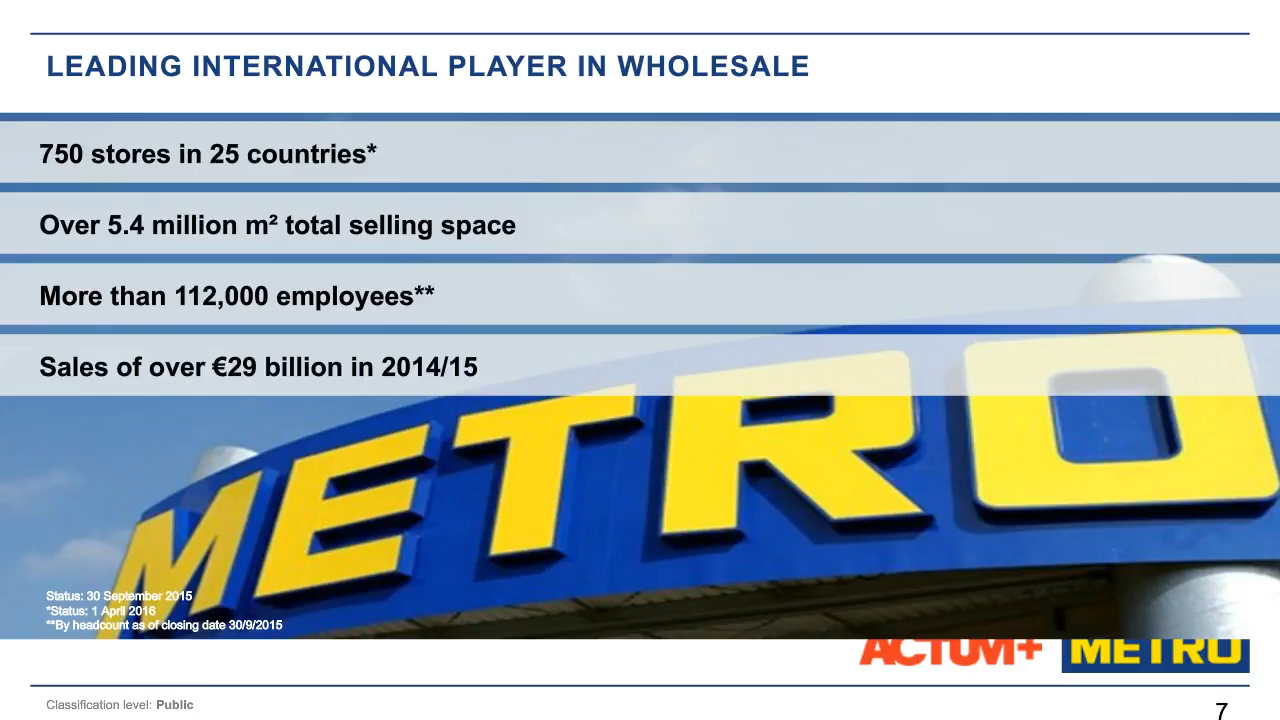 LEADING INTERNATIONAL PLAYER IN WHOLESALE
750 stores in 25 countries*
Over 5.4 million m² total selling space
More than 112,000 employees**
Sales of over €29 billion in 2014/15
METRO
Status: 30 September 2015
*Status: 1 April 2016
**By headcount as of closing date 30/9/2015
ACTUM+ METRO
Classification level: Public
7